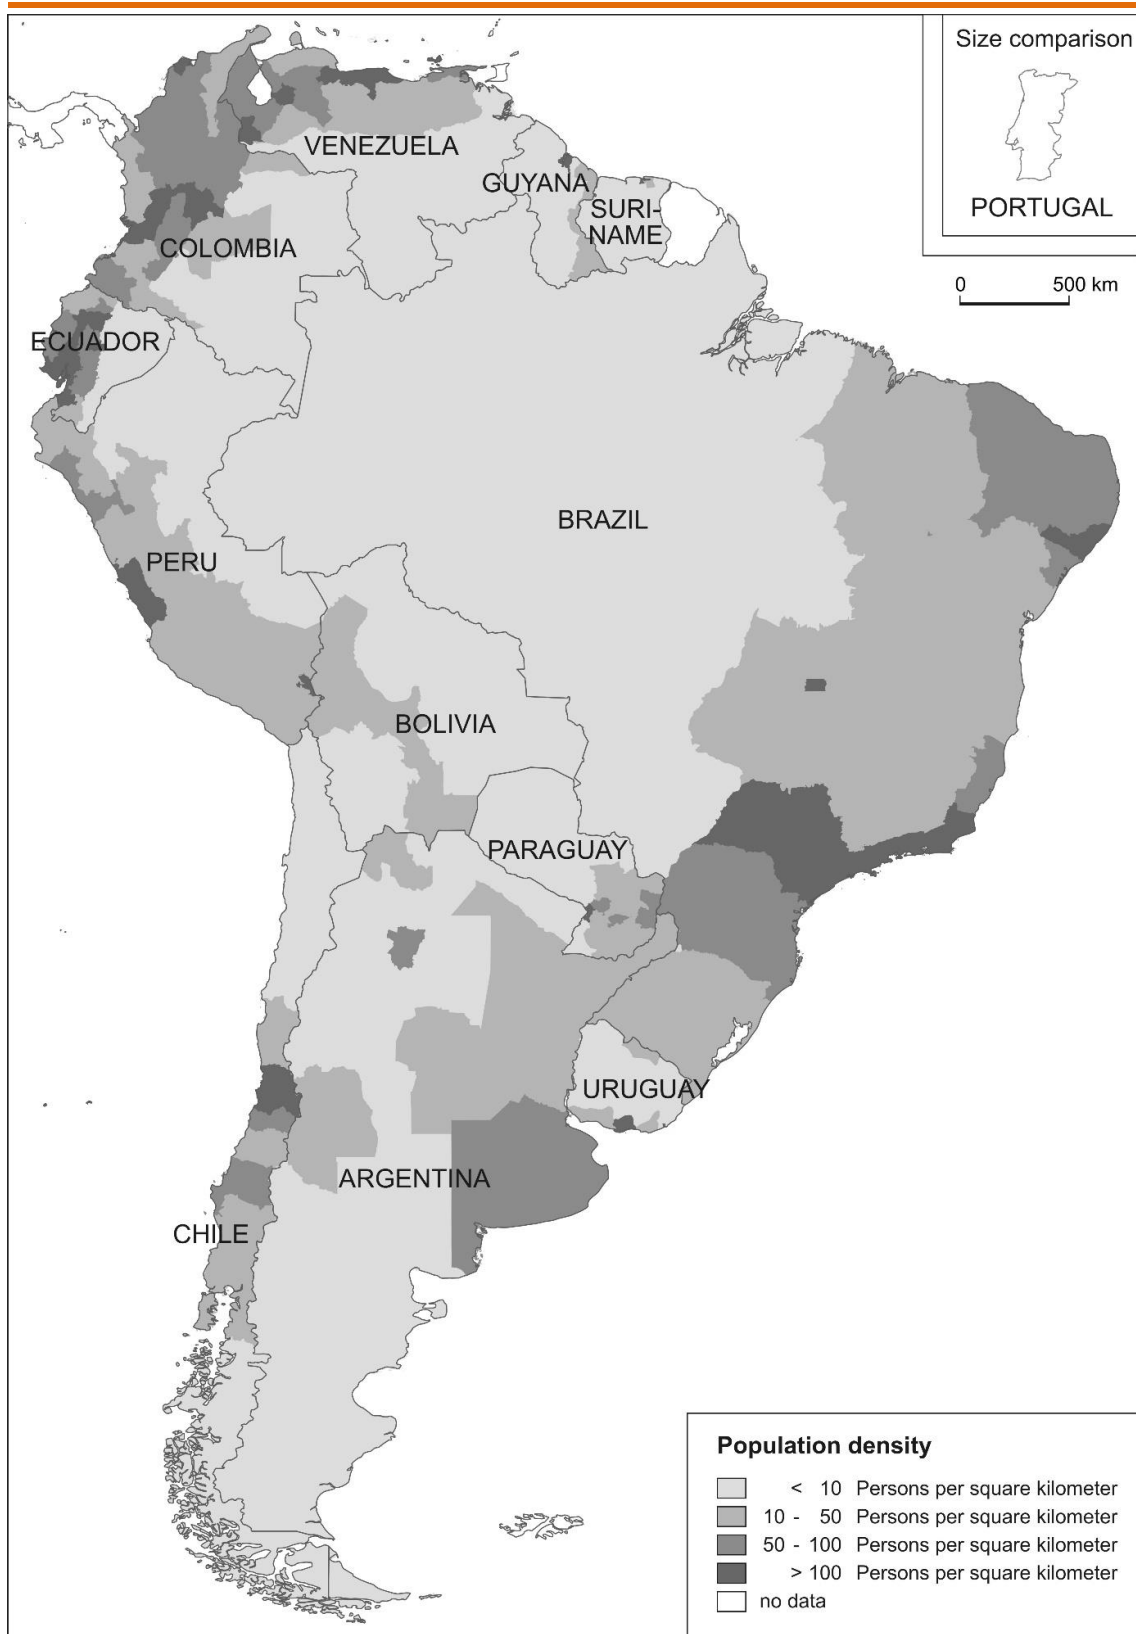 Size comparison
PORTUGAL
0 500 km
VENEZUELA
GUYANA
SURI-
NAME
COLOMBIA
ECUADOR
BRAZIL
PERU
BOLIVIA
PARAGUAY
URUGUAY
ARGENTINA
CHILE
Population density
< 10 Persons per square kilometer
10 - 50 Persons per square kilometer
50 - 100 Persons per square kilometer
> 100 Persons per square kilometer
no data